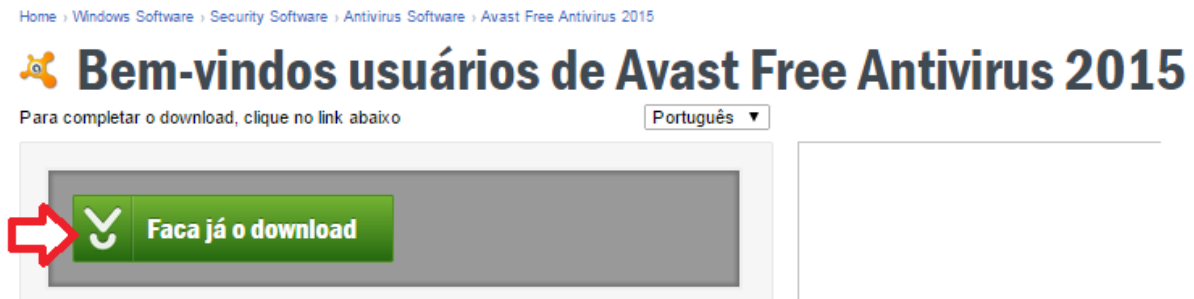 Home › Windows Software › Security Software › Antivirus Software › Avast Free Antivirus 2015
Bem-vindos usuários de Avast Free Antivirus 2015
Para completar o download, clique no link abaixo
Português ▼
Faca já o download